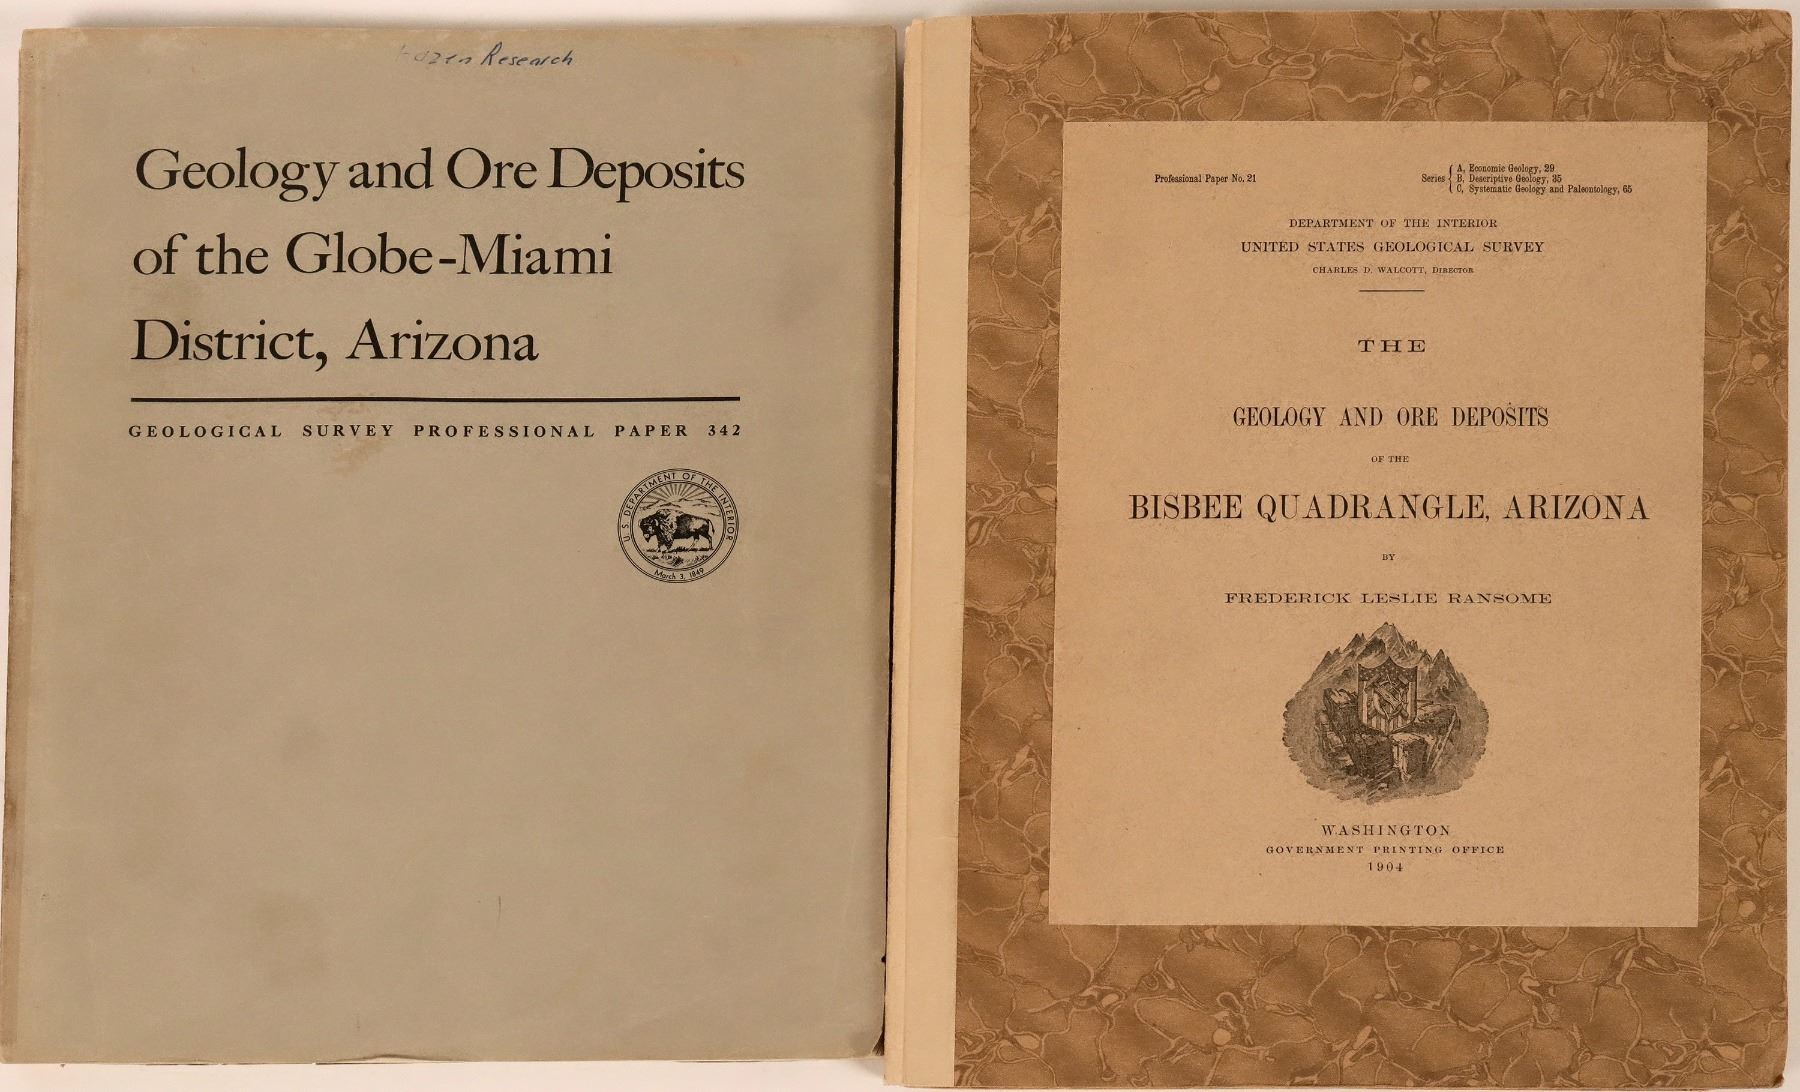 Hazen Research
Geology and Ore Deposits
of the Globe-Miami
District, Arizona
GEOLOGICAL SURVEY PROFESSIONAL PAPER 342
U. S. DEPARTMENT OF THE INTERIOR
March 3, 1849
Professional Paper No. 21
Series
A, Economic Geology, 29
B, Descriptive Geology, 35
C, Systematic Geology and Paleontology, 65
DEPARTMENT OF THE INTERIOR
UNITED STATES GEOLOGICAL SURVEY
CHARLES D. WALCOTT, DIRECTOR
THE
GEOLOGY AND ORE DEPOSITS
OF THE
BISBEE QUADRANGLE, ARIZONA
BY
FREDERICK LESLIE RANSOME
WASHINGTON
GOVERNMENT PRINTING OFFICE
1904